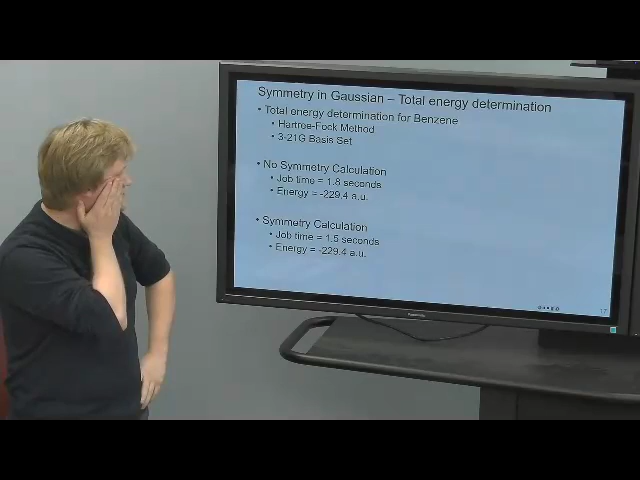 Symmetry in Gaussian – Total energy determination
• Total energy determination for Benzene
• Hartree-Fock Method
• 3-21G Basis Set
• No Symmetry Calculation
• Job time = 1.8 seconds
• Energy = -229.4 a.u.
• Symmetry Calculation
• Job time = 1.5 seconds
• Energy = -229.4 a.u.
17
Panasonic